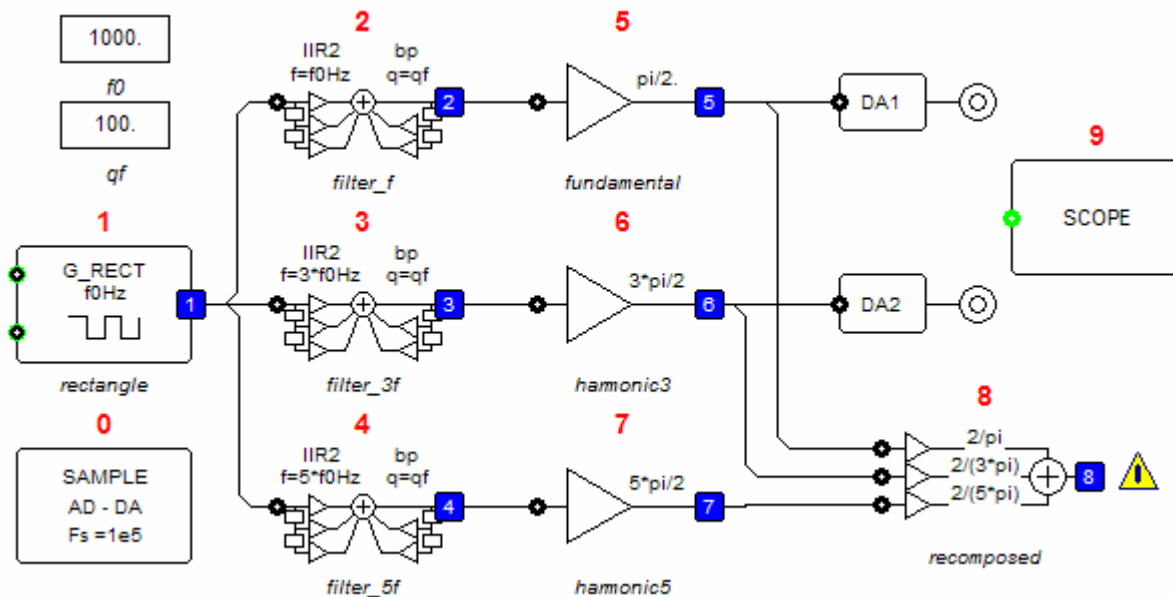 1000.
f0
100.
qf
2
IIR2 bp
f=f0Hz q=qf
2
filter_f
5
pi/2.
5
fundamental
DA1
9
SCOPE
1
G_RECT
f0Hz
1
rectangle
3
IIR2 bp
f=3*f0Hz q=qf
3
filter_3f
6
3*pi/2
6
harmonic3
DA2
0
SAMPLE
AD - DA
Fs =1e5
4
IIR2 bp
f=5*f0Hz q=qf
4
filter_5f
7
5*pi/2
7
harmonic5
8
2/pi
2/(3*pi)
2/(5*pi)
8
recomposed